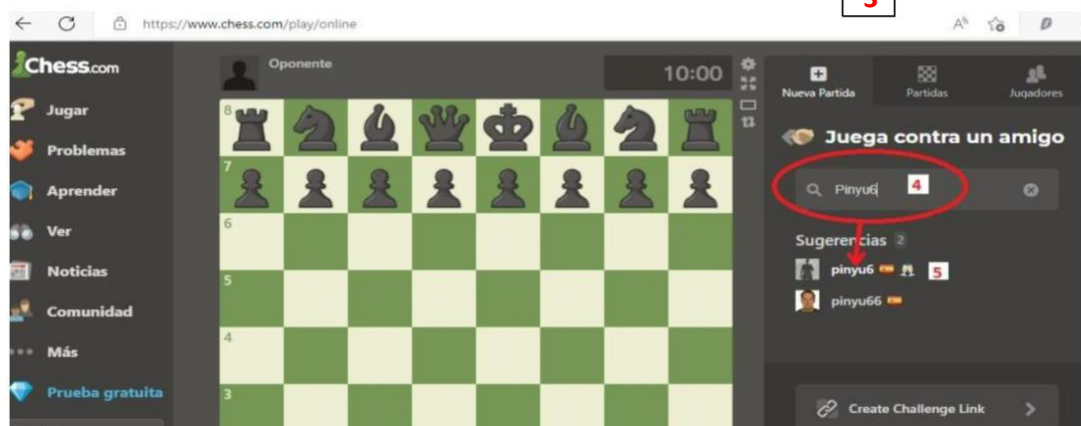 3
https://www.chess.com/play/online
Chess.com
Jugar
Problemas
Aprender
Ver
Noticias
Comunidad
Más
Prueba gratuita
Oponente
10:00
8
7
6
5
4
3
Nueva Partida
Partidas
Jugadores
Juega contra un amigo
Pinyu6
4
Sugerencias 2
pinyu6
5
pinyu66
Create Challenge Link